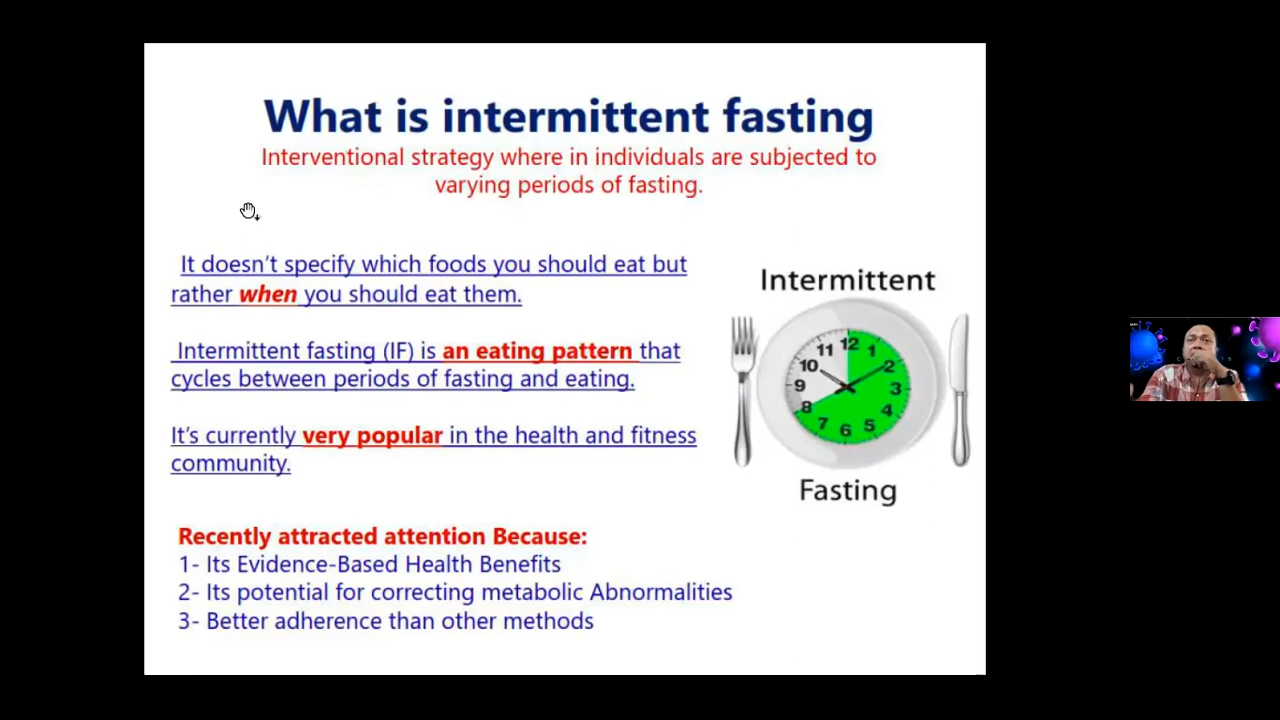 What is intermittent fasting
Interventional strategy where in individuals are subjected to
varying periods of fasting.
It doesn't specify which foods you should eat but
rather when you should eat them.
Intermittent fasting (IF) is an eating pattern that
cycles between periods of fasting and eating.
It's currently very popular in the health and fitness
community.
Intermittent
11 12 1
10 2
9 3
8 4
7 6 5
Fasting
Recently attracted attention Because:
1- Its Evidence-Based Health Benefits
2- Its potential for correcting metabolic Abnormalities
3- Better adherence than other methods